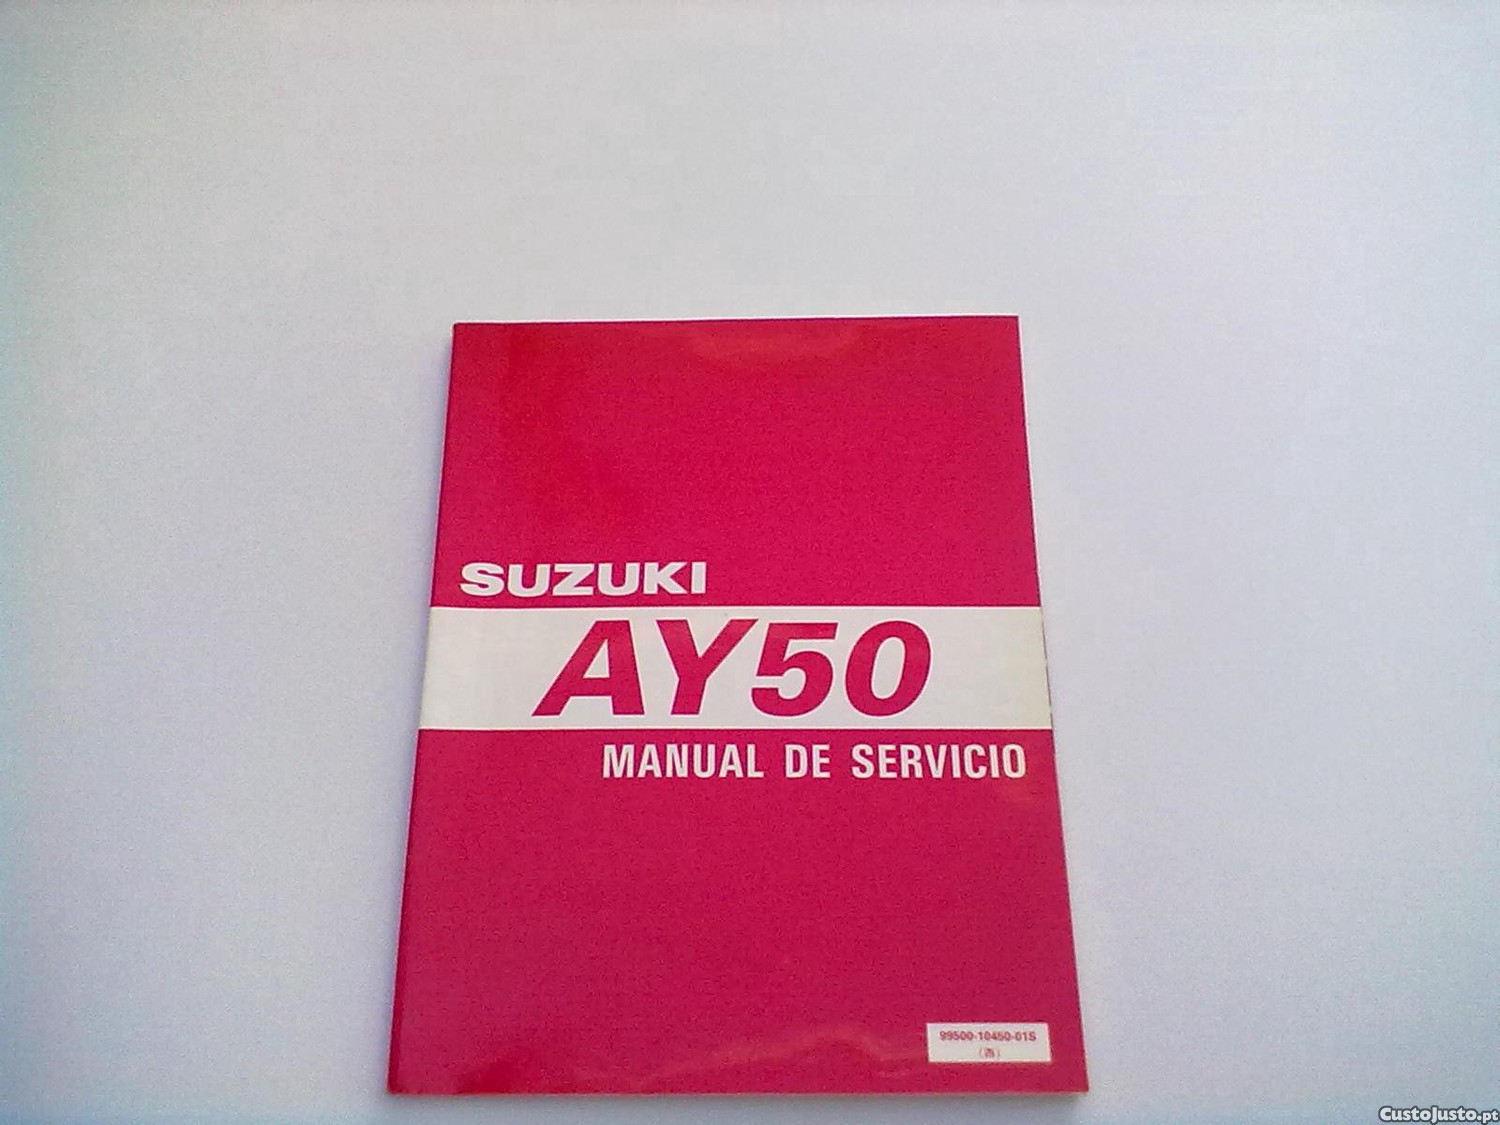 SUZUKI
AY50
MANUAL DE SERVICIO
99500-10450-01S
(西)
CustoJusto.pt